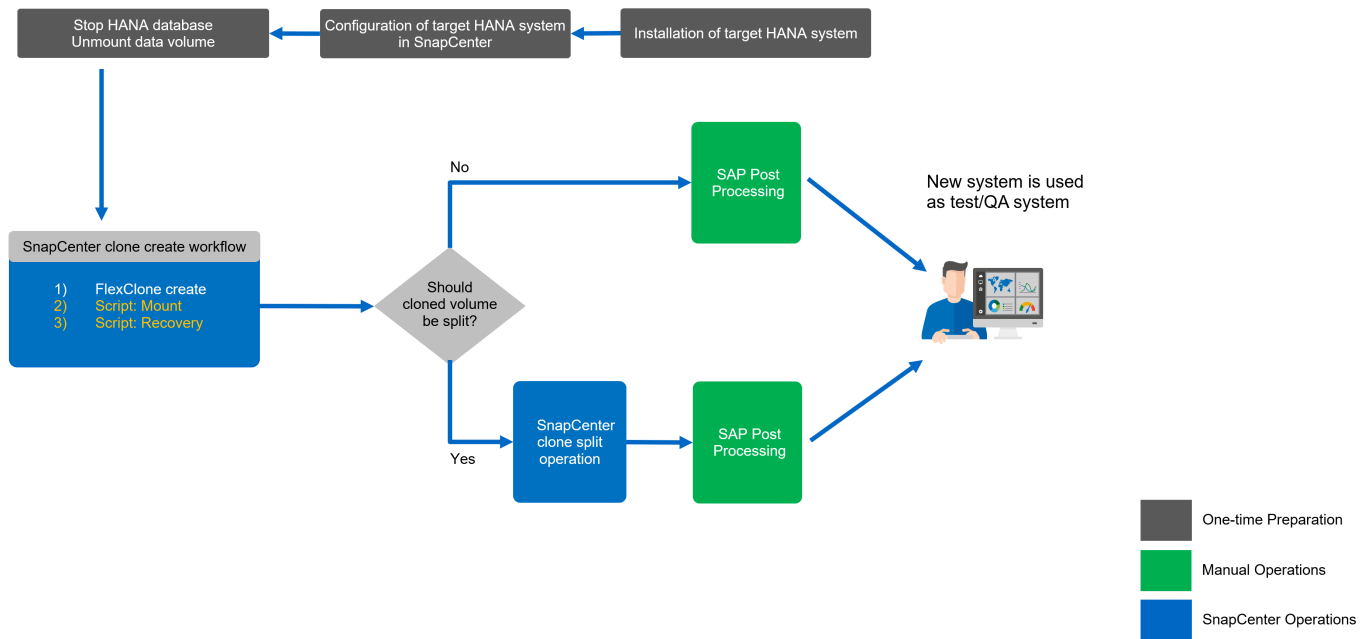 Stop HANA database
Unmount data volume
Configuration of target HANA system
in SnapCenter
Installation of target HANA system
SnapCenter clone create workflow
1) FlexClone create
2) Script: Mount
3) Script: Recovery
Should
cloned volume
be split?
No
SAP Post
Processing
New system is used
as test/QA system
Yes
SnapCenter
clone split
operation
SAP Post
Processing
One-time Preparation
Manual Operations
SnapCenter Operations